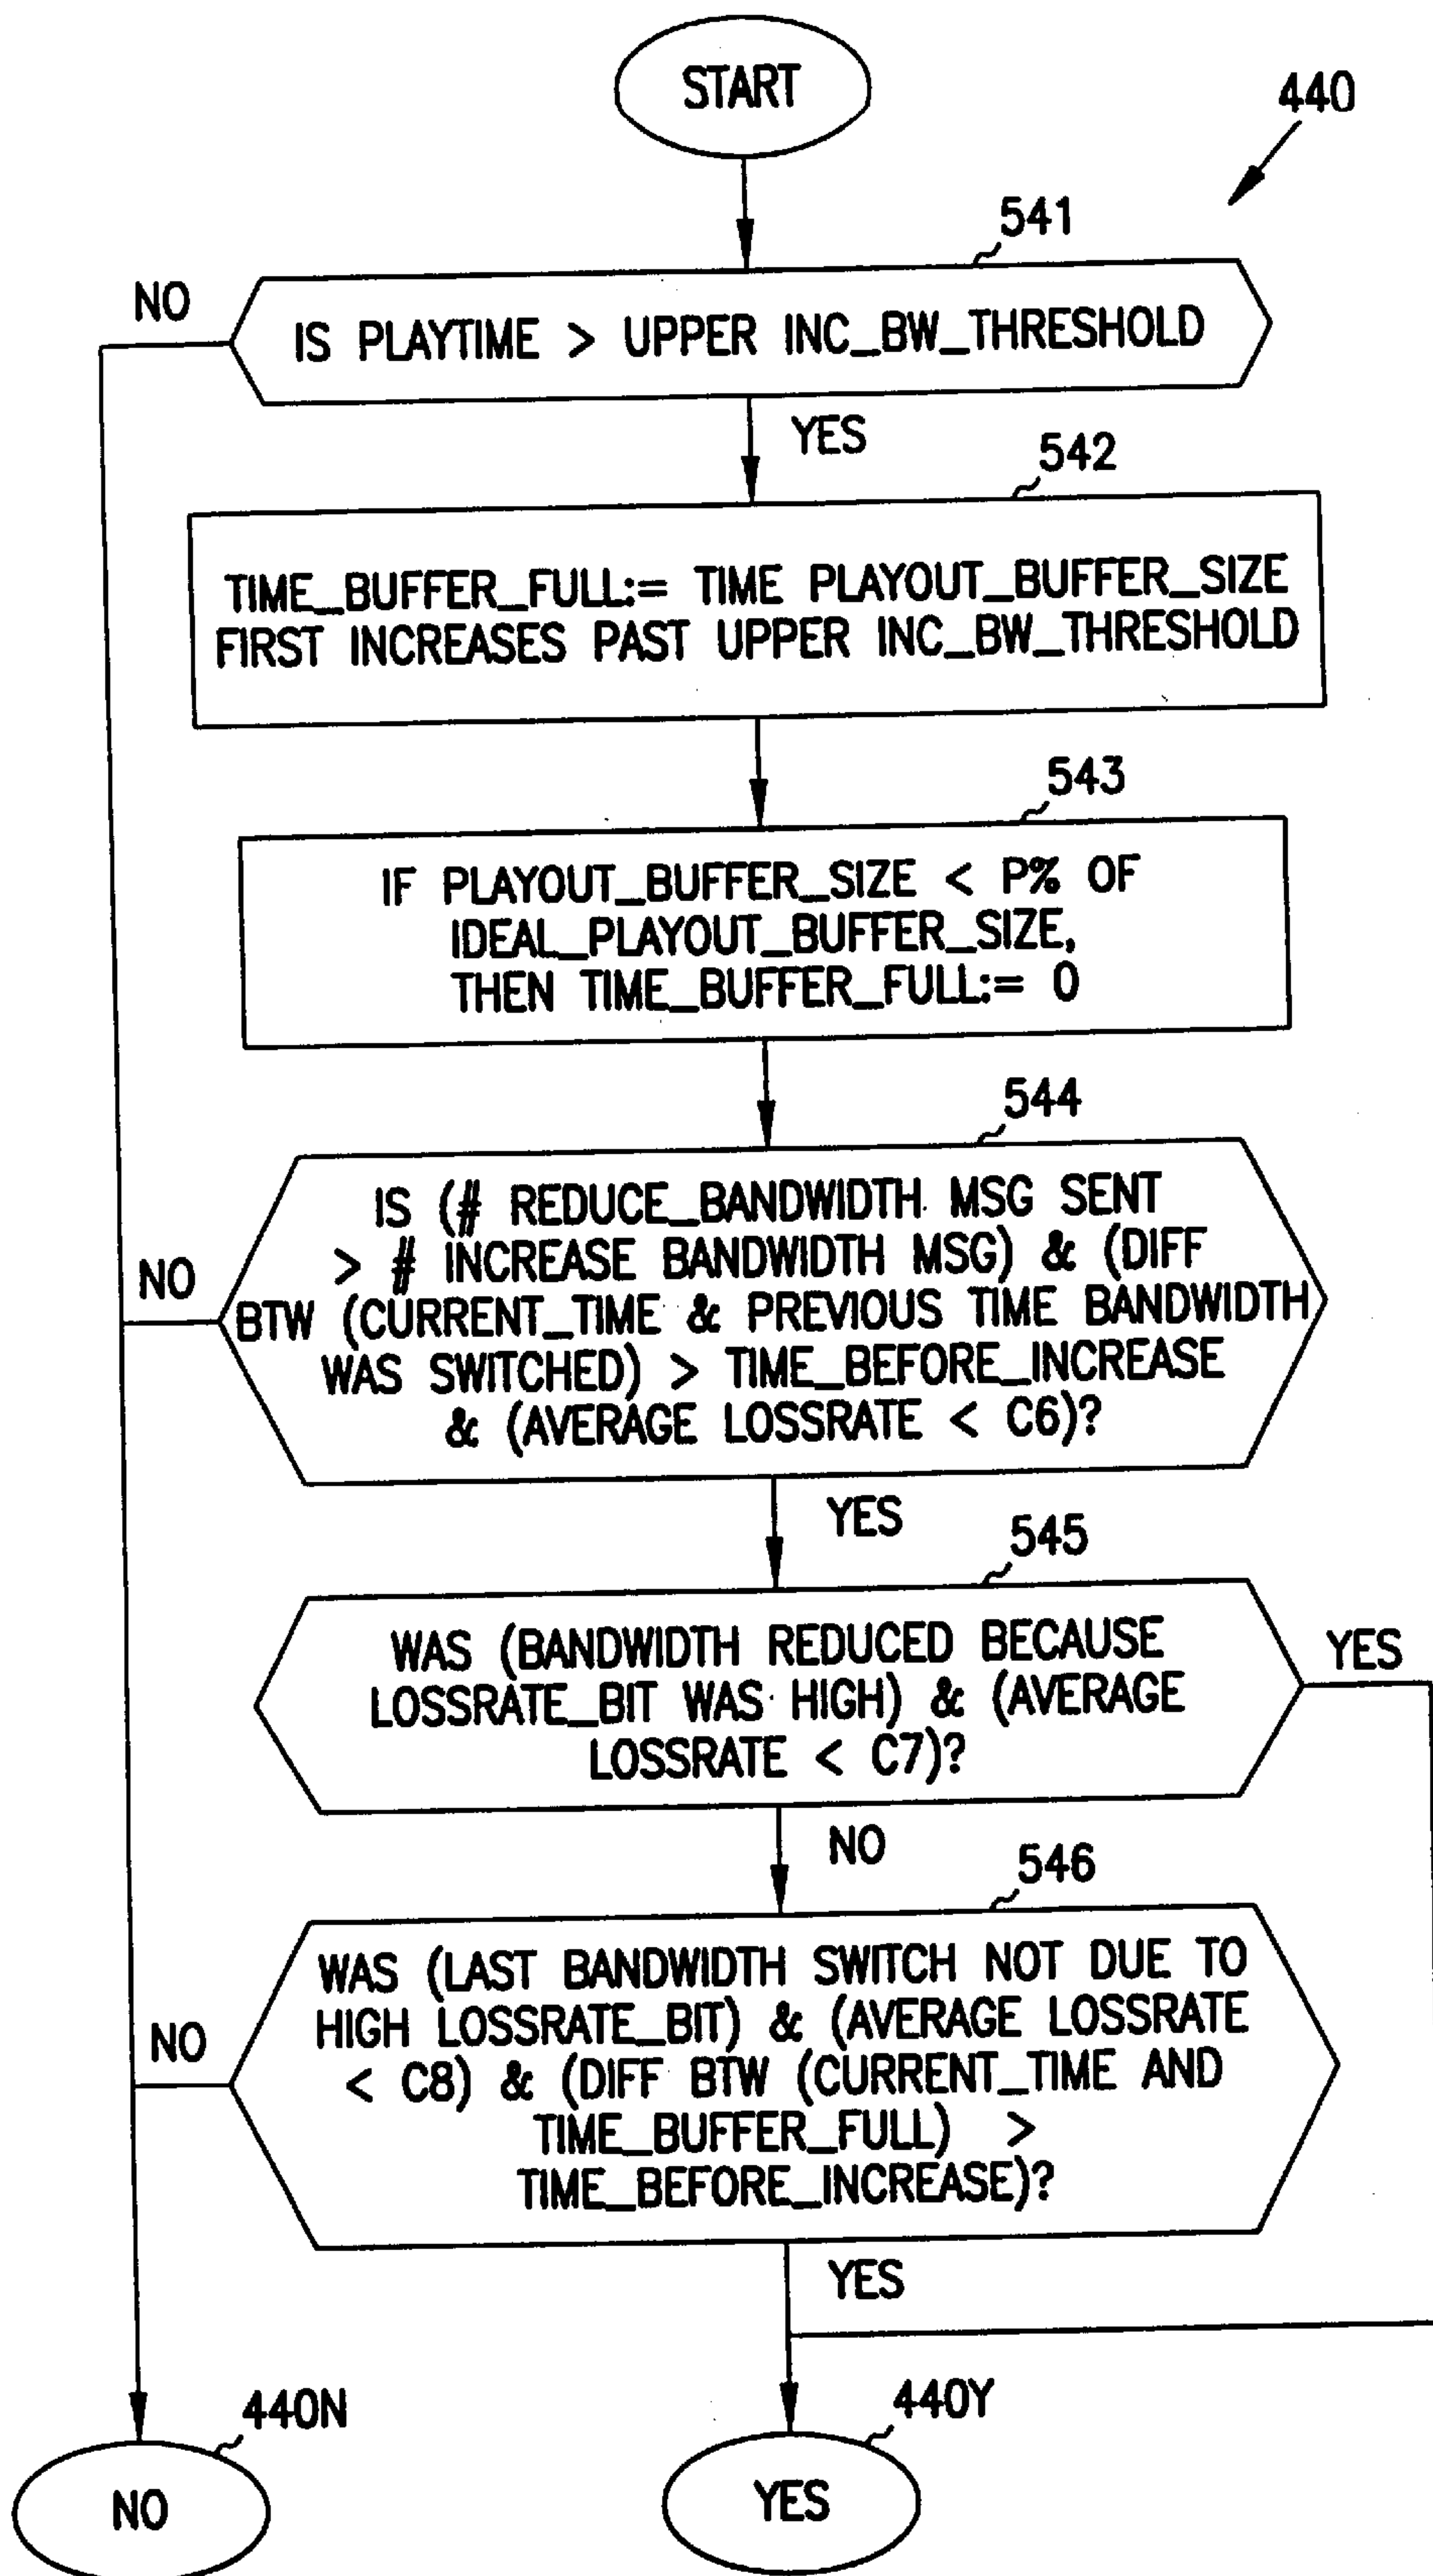 START
440
541
NO
IS PLAYTIME > UPPER INC_BW_THRESHOLD
YES
542
TIME_BUFFER_FULL:= TIME PLAYOUT_BUFFER_SIZE
FIRST INCREASES PAST UPPER INC_BW_THRESHOLD
543
IF PLAYOUT_BUFFER_SIZE < P% OF
IDEAL_PLAYOUT_BUFFER_SIZE,
THEN TIME_BUFFER_FULL:= 0
544
NO
IS (# REDUCE_BANDWIDTH MSG SENT
> # INCREASE BANDWIDTH MSG) & (DIFF
BTW (CURRENT_TIME & PREVIOUS TIME BANDWIDTH
WAS SWITCHED) > TIME_BEFORE_INCREASE
& (AVERAGE LOSSRATE < C6)?
YES
545
WAS (BANDWIDTH REDUCED BECAUSE
LOSSRATE_BIT WAS HIGH) & (AVERAGE
LOSSRATE < C7)?
YES
NO
546
NO
WAS (LAST BANDWIDTH SWITCH NOT DUE TO
HIGH LOSSRATE_BIT) & (AVERAGE LOSSRATE
< C8) & (DIFF BTW (CURRENT_TIME AND
TIME_BUFFER_FULL) >
TIME_BEFORE_INCREASE)?
YES
440N
NO
440Y
YES